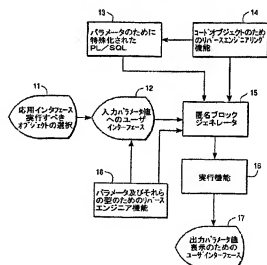 13
パラメータのために
特殊化された
PL／SQL
14
コードオブジェクトのための
リバースエンジニアリング
機能
11
応用インタフェース
実行すべき
オブジェクトの選択
12
入力パラメータ値
へのユーザ
インターフェース
15
匿名ブロック
ジェネレータ
18
パラメータ及びそれら
の型のためのリバース
エンジニア機能
16
実行機能
17
出力パラメータ値
表示のための
ユーザインターフェース